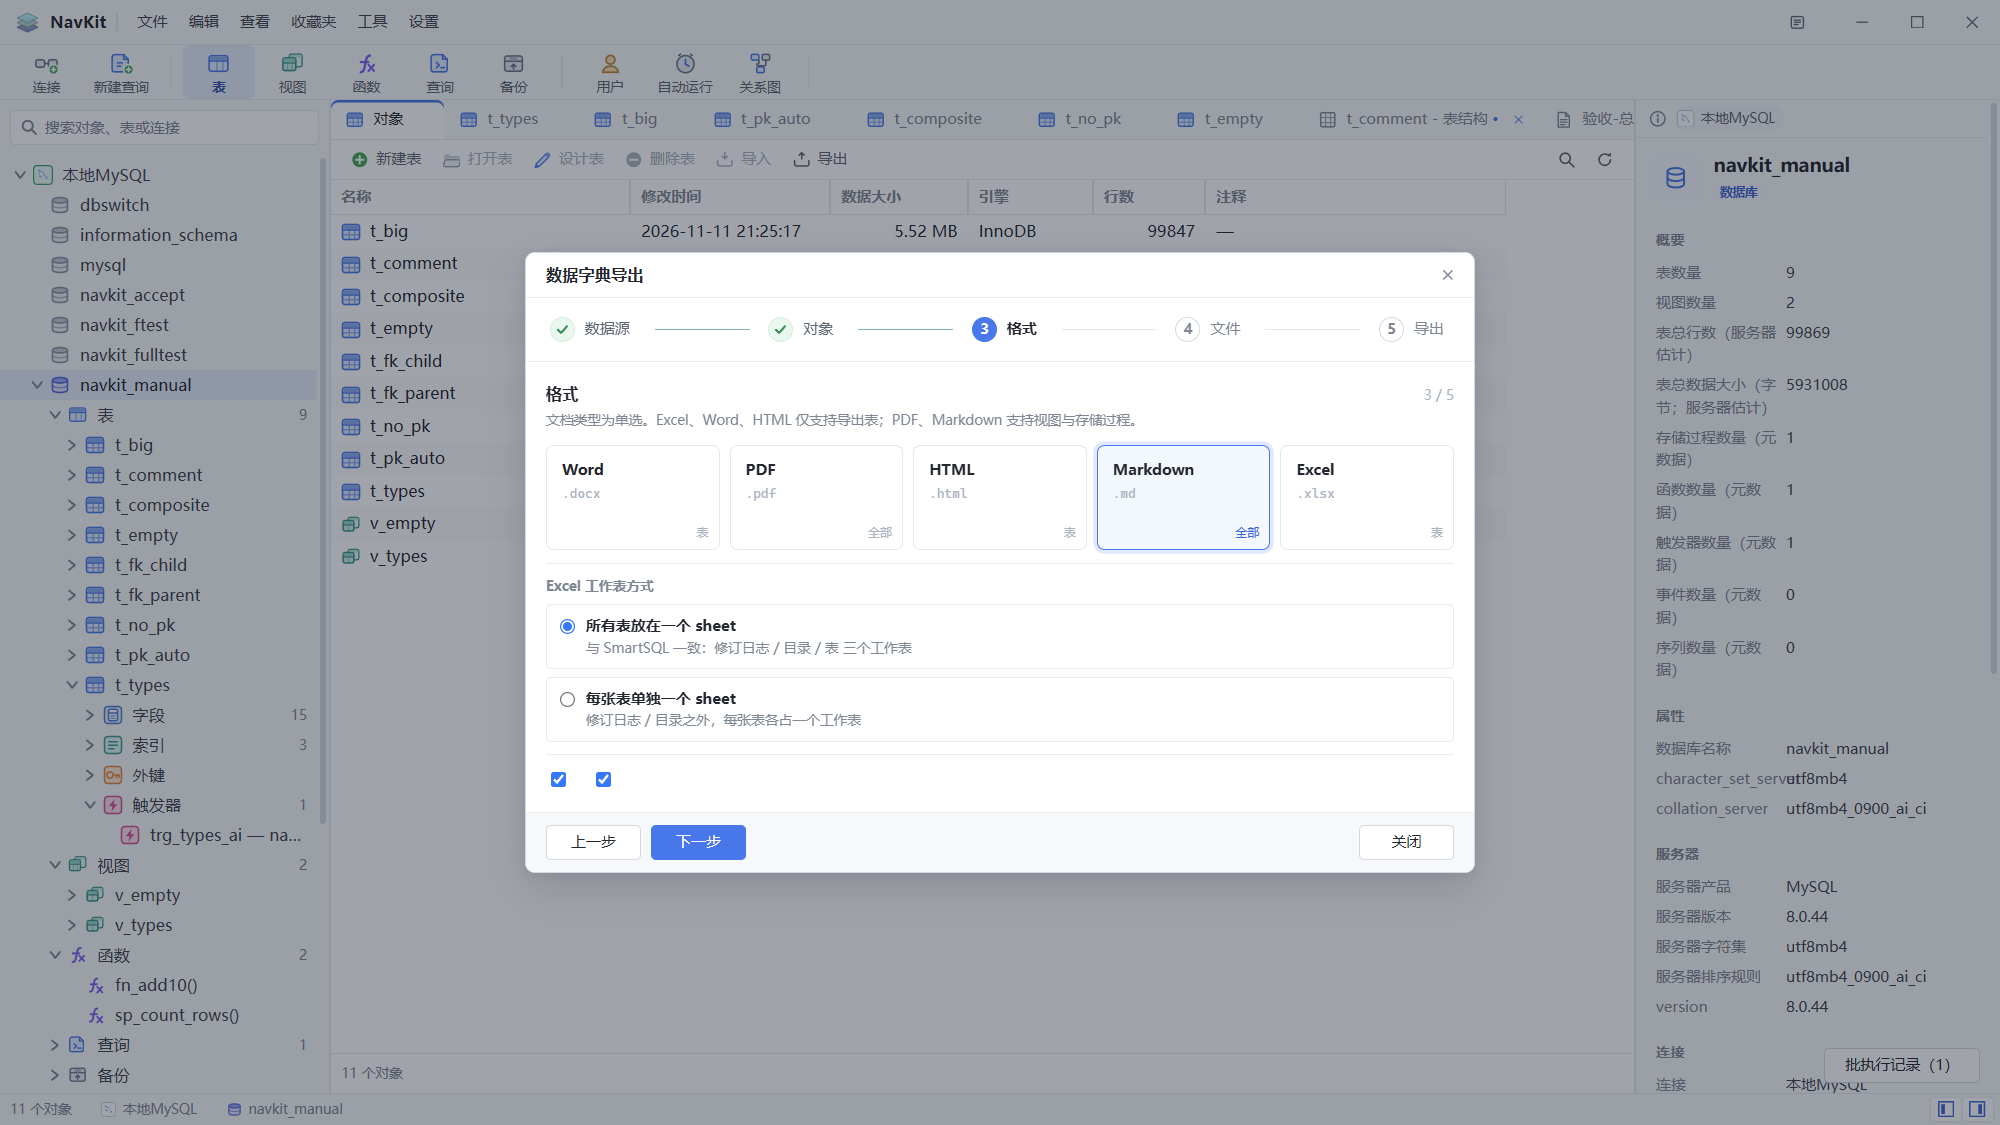 NavKit 文件 编辑 查看 收藏夹 工具 设置
连接 新建查询 表 视图 函数 查询 备份 用户 自动运行 关系图
搜索对象、表或连接
本地MySQL
dbswitch
information_schema
mysql
navkit_accept
navkit_ftest
navkit_fulltest
navkit_manual
表 9
t_big
t_comment
t_composite
t_empty
t_fk_child
t_fk_parent
t_no_pk
t_pk_auto
t_types
字段 15
索引 3
外键
触发器 1
trg_types_ai — na...
视图 2
v_empty
v_types
函数 2
fn_add10()
sp_count_rows()
查询 1
备份
对象 t_types t_big t_pk_auto t_composite t_no_pk t_empty t_comment - 表结构 • 验收-总
新建表 打开表 设计表 删除表 导入 导出
名称 修改时间 数据大小 引擎 行数 注释
t_big 2026-11-11 21:25:17 5.52 MB InnoDB 99847 —
t_comment
t_composite
t_empty
t_fk_child
t_fk_parent
t_no_pk
t_pk_auto
t_types
v_empty
v_types
11 个对象
数据字典导出
数据源 对象 3 格式 4 文件 5 导出
格式 3 / 5
文档类型为单选。Excel、Word、HTML 仅支持导出表；PDF、Markdown 支持视图与存储过程。
Word PDF HTML Markdown Excel
.docx .pdf .html .md .xlsx
表 全部 表 全部 表
Excel 工作表方式
所有表放在一个 sheet
与 SmartSQL 一致：修订日志 / 目录 / 表 三个工作表
每张表单独一个 sheet
修订日志 / 目录之外，每张表各占一个工作表
上一步 下一步 关闭
本地MySQL
navkit_manual
数据库
概要
表数量 9
视图数量 2
表总行数（服务器 99869
估计）
表总数据大小（字 5931008
节；服务器估计）
存储过程数量（元 1
数据）
函数数量（元数 1
据）
触发器数量（元数 1
据）
事件数量（元数 0
据）
序列数量（元数 0
据）
属性
数据库名称 navkit_manual
character_set_serv utf8mb4
collation_server utf8mb4_0900_ai_ci
服务器
服务器产品 MySQL
服务器版本 8.0.44
服务器字符集 utf8mb4
服务器排序规则 utf8mb4_0900_ai_ci
version 8.0.44
连接
批执行记录（1）
连接 本地MySQL
11 个对象 本地MySQL navkit_manual